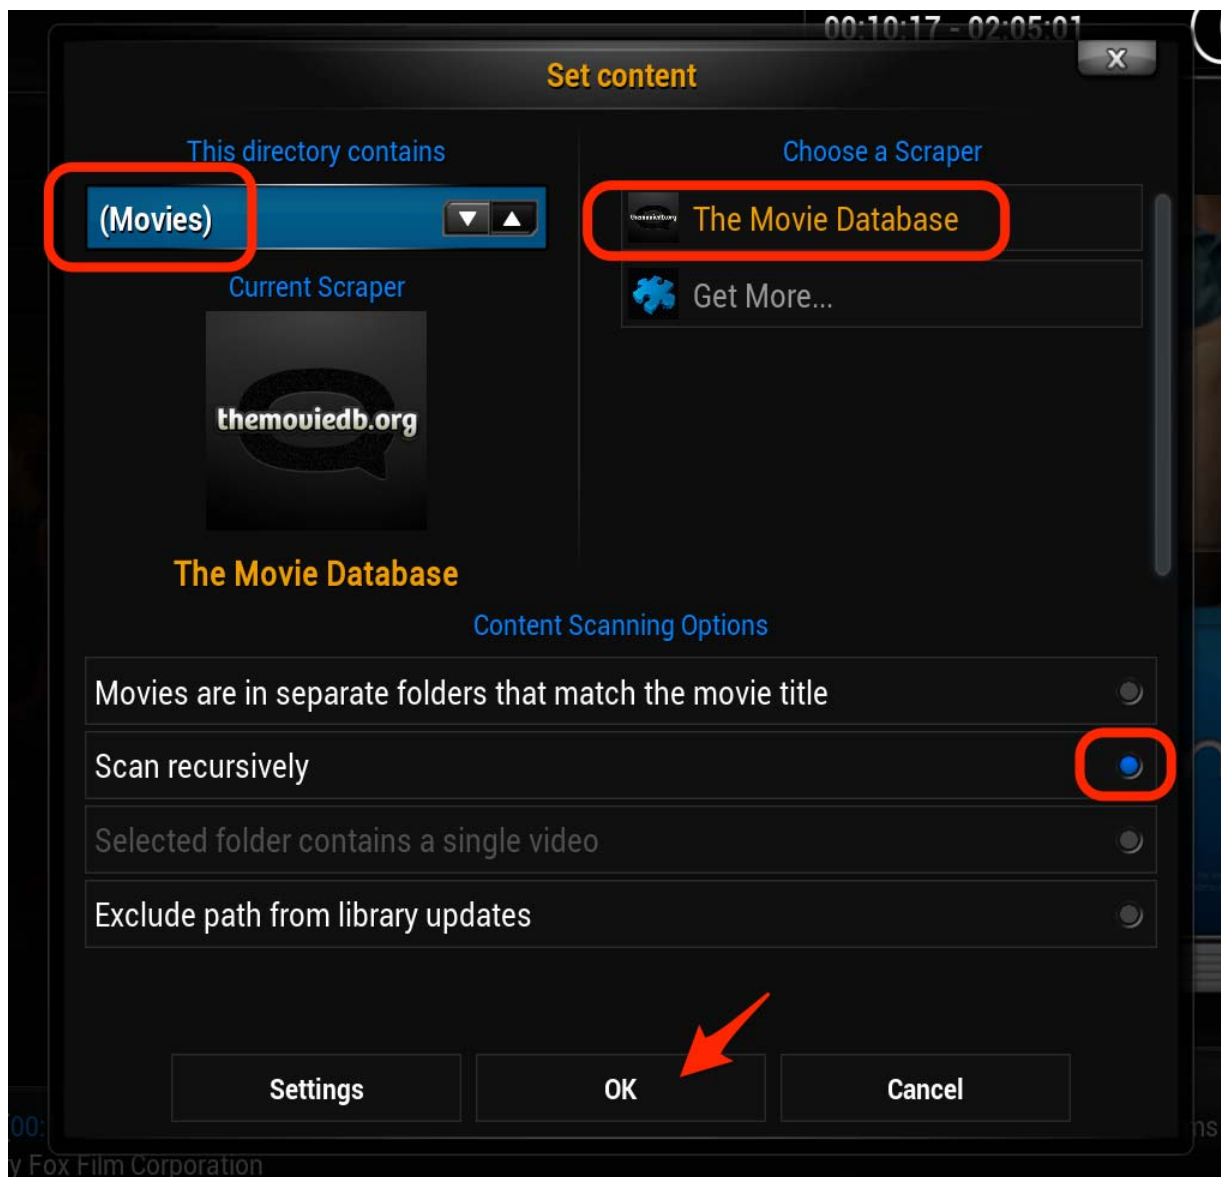 00:10:17 - 02:05:01
X
Set content
This directory contains
Choose a Scraper
(Movies)
The Movie Database
Current Scraper
Get More...
themoviedb.org
The Movie Database
Content Scanning Options
Movies are in separate folders that match the movie title
Scan recursively
Selected folder contains a single video
Exclude path from library updates
Settings
OK
Cancel
(00:
ms
y Fox Film Corporation